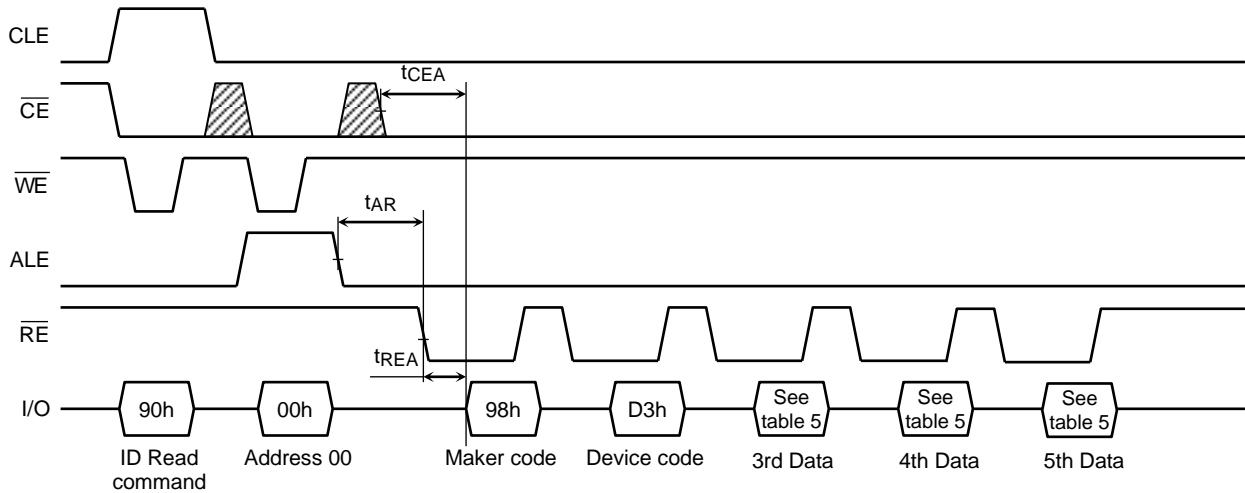 CLE
tCEA
CE
WE
tAR
ALE
RE
tREA
I/O
90h
00h
98h
D3h
See
table 5
See
table 5
See
table 5
ID Read
command
Address 00
Maker code
Device code
3rd Data
4th Data
5th Data